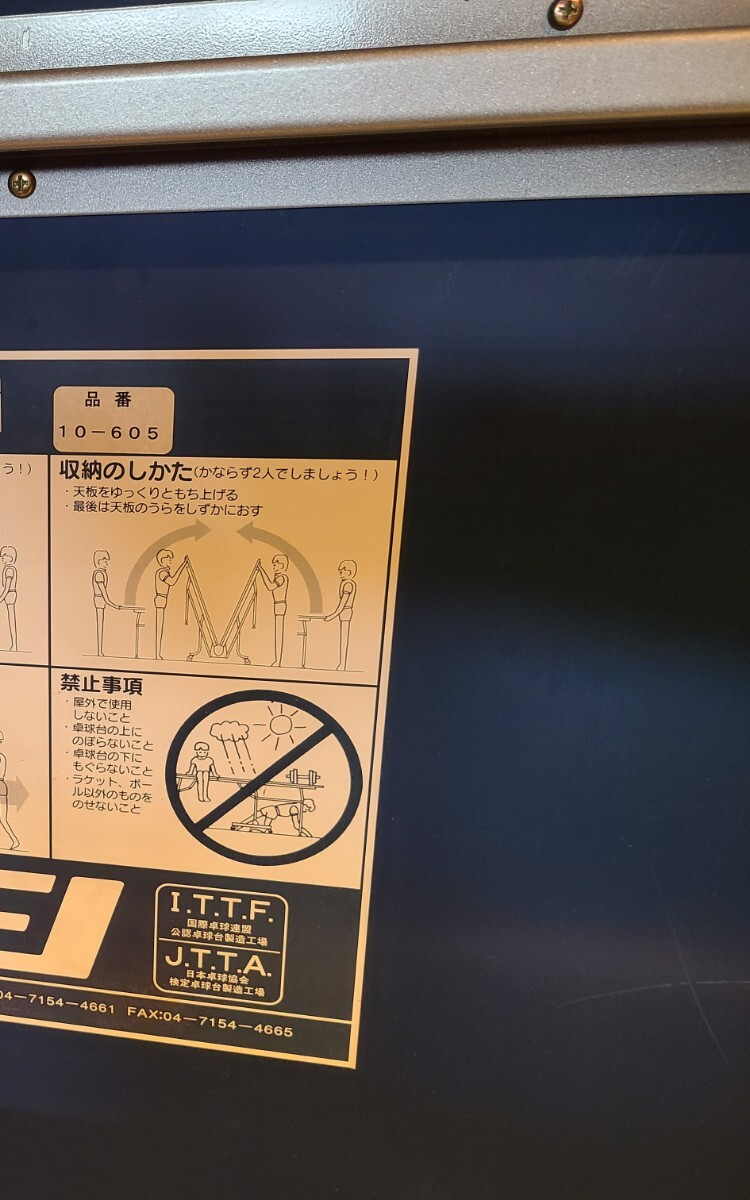 品番
10-605
う!)
収納のしかた(かならず2人でしましょう!)
・天板をゆっくりともち上げる
・最後は天板のうらをしずかにおす
禁止事項
・屋外で使用
しないこと
・卓球台の上に
のぼらないこと
・卓球台の下に
もぐらないこと
・ラケット、ボー
ル以外のものを
のせないこと
I.T.T.F.
国際卓球連盟
公認卓球台製造工場
J.T.T.A.
日本卓球協会
検定卓球台製造工場
04-7154-4661 FAX:04-7154-4665